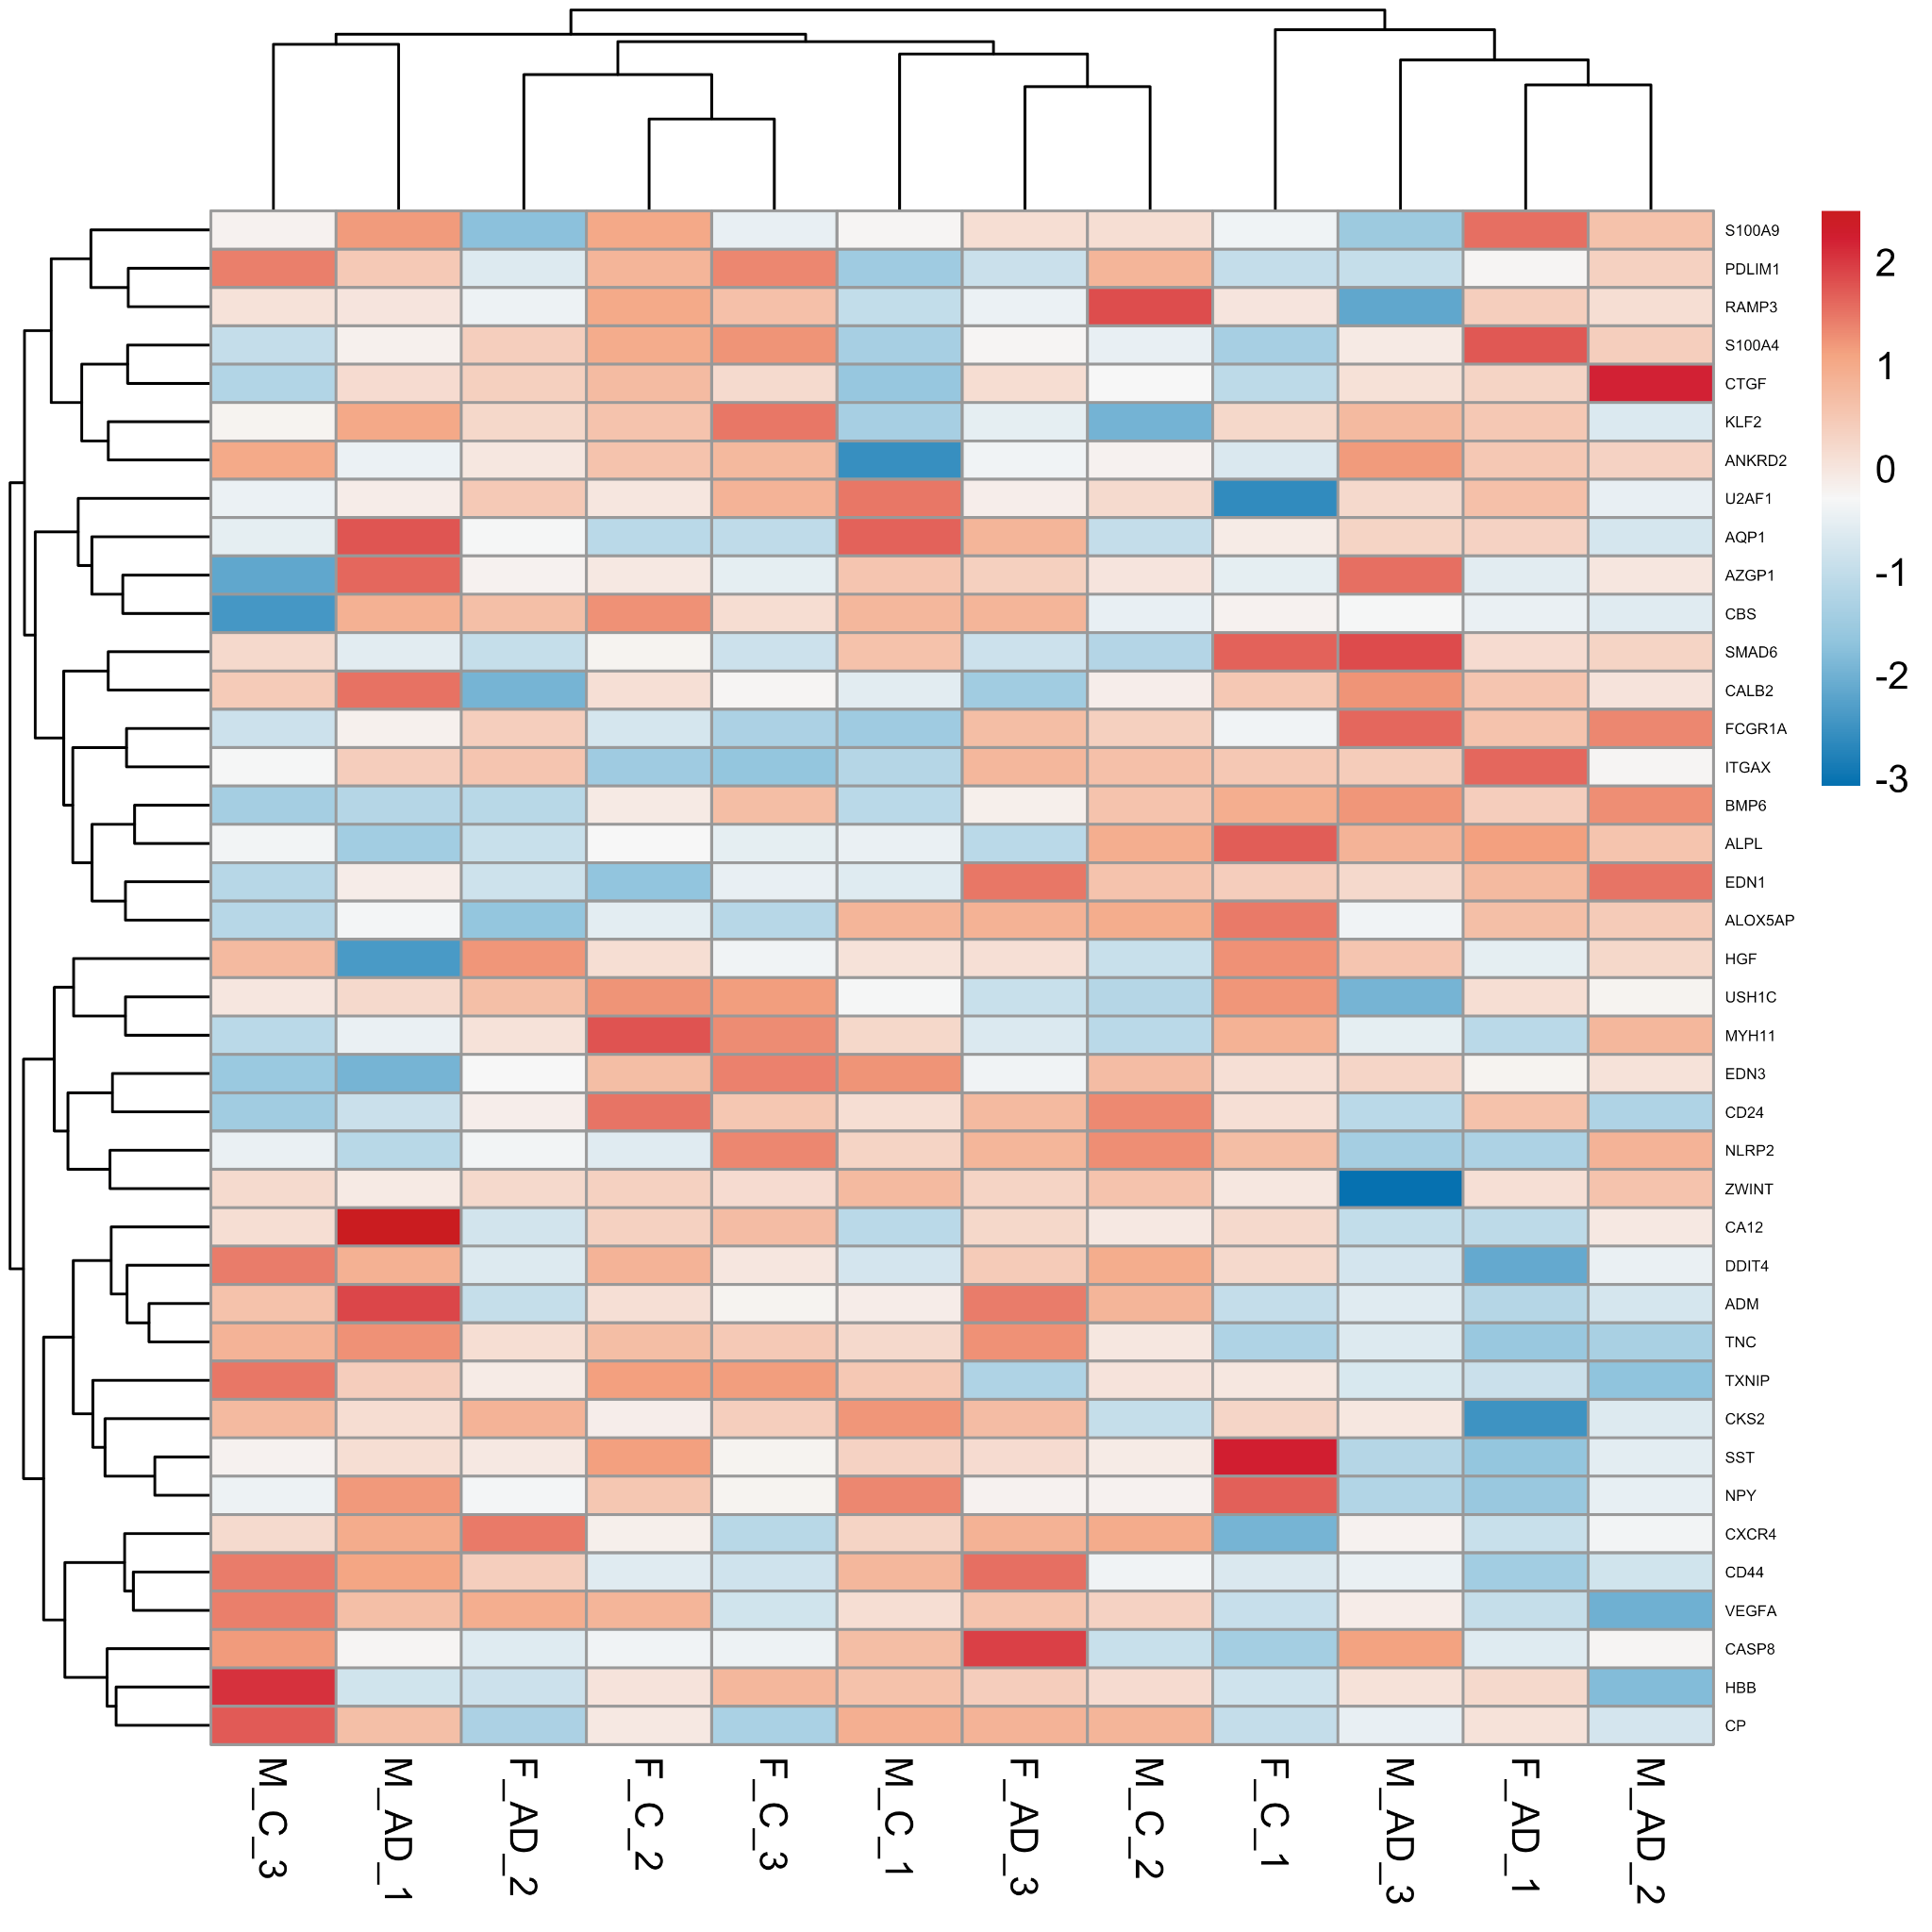 S100A9
PDLIM1
RAMP3
S100A4
CTGF
KLF2
ANKRD2
U2AF1
AQP1
AZGP1
CBS
SMAD6
CALB2
FCGR1A
ITGAX
BMP6
ALPL
EDN1
ALOX5AP
HGF
USH1C
MYH11
EDN3
CD24
NLRP2
ZWINT
CA12
DDIT4
ADM
TNC
TXNIP
CKS2
SST
NPY
CXCR4
CD44
VEGFA
CASP8
HBB
CP
2
1
0
-1
-2
-3
M_C_3
M_AD_1
F_AD_2
F_C_2
F_C_3
M_C_1
F_AD_3
M_C_2
F_C_1
M_AD_3
F_AD_1
M_AD_2